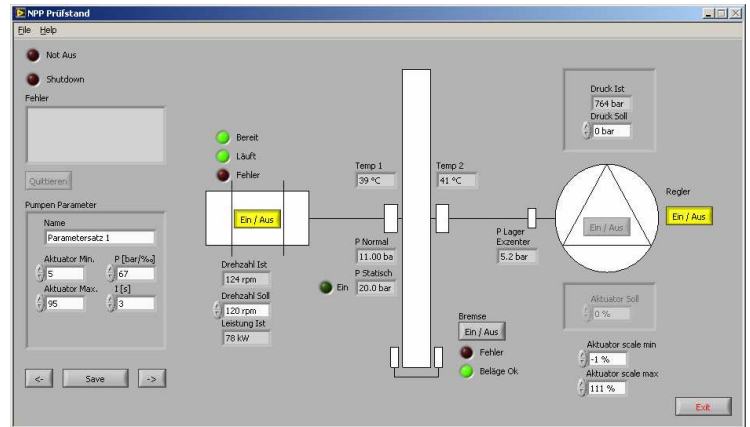 NPP Prüfstand
File Help
Not Aus
Shutdown
Fehler
Quittieren
Pumpen Parameter
Name
Parametersatz 1
Aktuator Min. P [bar/‰]
5 67
Aktuator Max. I [s]
95 3
<- Save ->
Bereit
Läuft
Fehler
Ein / Aus
Drehzahl Ist
124 rpm
Drehzahl Soll
120 rpm
Leistung Ist
78 kW
Temp 1
39 °C
Temp 2
41 °C
P Normal
11.00 ba
P Statisch
Ein 20.0 bar
P Lager
Exzenter
5.2 bar
Bremse
Ein / Aus
Fehler
Beläge Ok
Druck Ist
764 bar
Druck Soll
0 bar
Ein / Aus
Regler
Ein / Aus
Aktuator Soll
0 %
Aktuator scale min
-1 %
Aktuator scale max
111 %
Exit